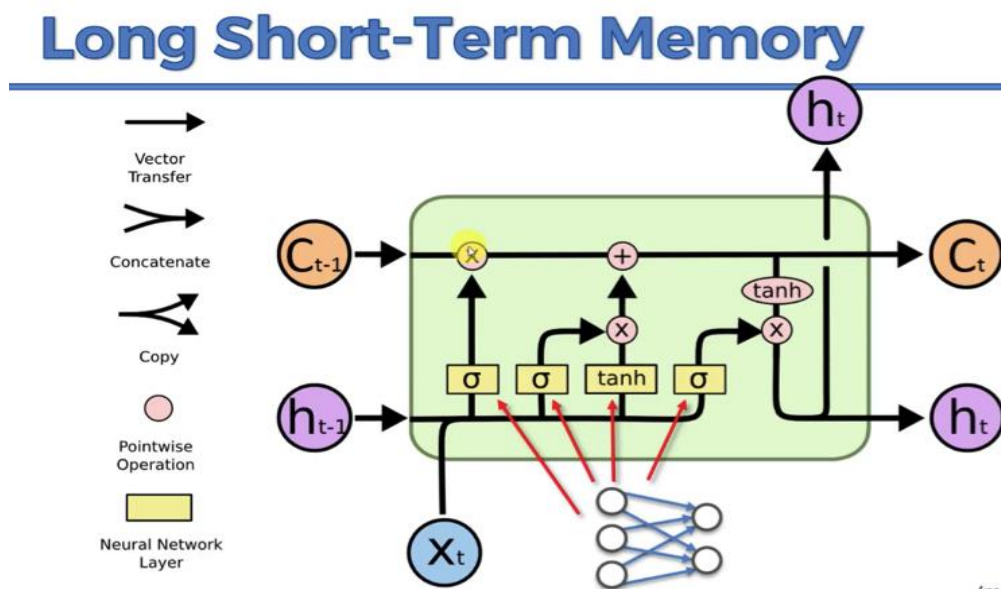 Long Short-Term Memory
Vector
Transfer
Concatenate
Copy
Pointwise
Operation
Neural Network
Layer
ht
Ct-1
x
+
Ct
tanh
x
x
σ
σ
tanh
σ
ht-1
ht
Xt